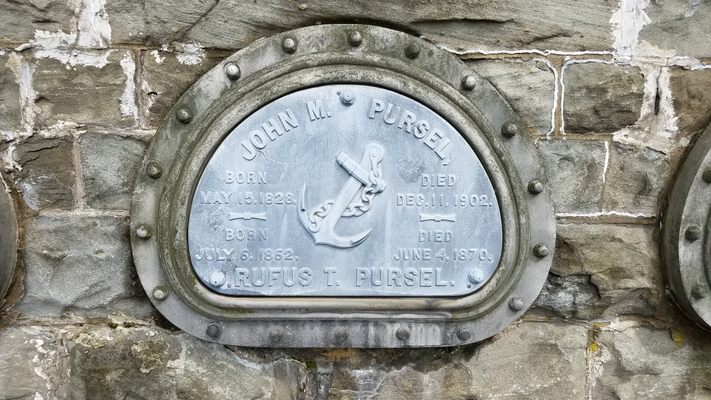 JOHN M. PURSEL,
BORN DIED
MAY 15. 1828. DEC. 11. 1902.
BORN DIED
JULY 6. 1862. JUNE 4. 1870.
RUFUS T. PURSEL.